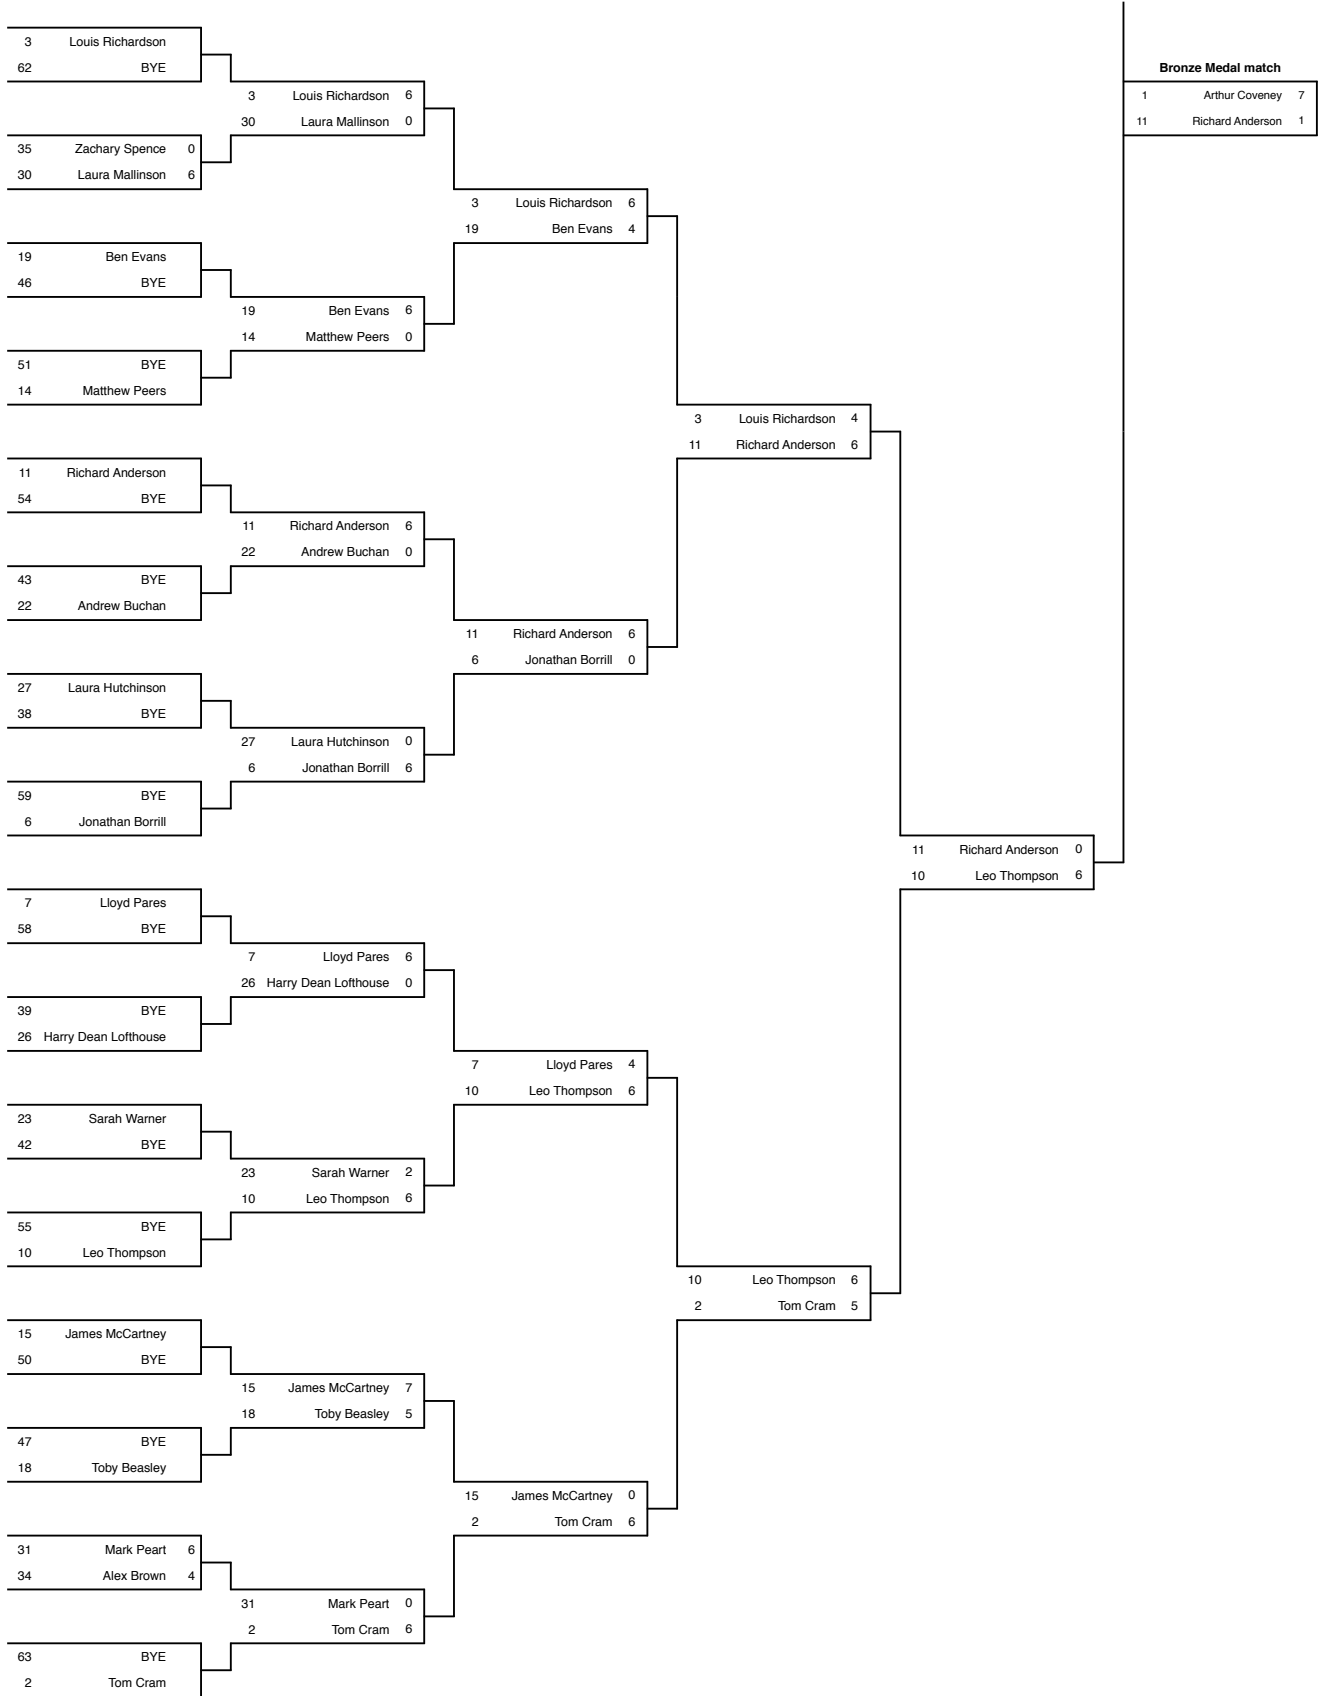 3 Louis Richardson
62 BYE
35 Zachary Spence 0
30 Laura Mallinson 6
19 Ben Evans
46 BYE
51 BYE
14 Matthew Peers
11 Richard Anderson
54 BYE
43 BYE
22 Andrew Buchan
27 Laura Hutchinson
38 BYE
59 BYE
6 Jonathan Borrill
7 Lloyd Pares
58 BYE
39 BYE
26 Harry Dean Lofthouse
23 Sarah Warner
42 BYE
55 BYE
10 Leo Thompson
15 James McCartney
50 BYE
47 BYE
18 Toby Beasley
31 Mark Peart 6
34 Alex Brown 4
63 BYE
2 Tom Cram
3 Louis Richardson 6
30 Laura Mallinson 0
19 Ben Evans 6
14 Matthew Peers 0
11 Richard Anderson 6
22 Andrew Buchan 0
27 Laura Hutchinson 0
6 Jonathan Borrill 6
7 Lloyd Pares 6
26 Harry Dean Lofthouse 0
23 Sarah Warner 2
10 Leo Thompson 6
15 James McCartney 7
18 Toby Beasley 5
31 Mark Peart 0
2 Tom Cram 6
3 Louis Richardson 6
19 Ben Evans 4
11 Richard Anderson 6
6 Jonathan Borrill 0
7 Lloyd Pares 4
10 Leo Thompson 6
15 James McCartney 0
2 Tom Cram 6
3 Louis Richardson 4
11 Richard Anderson 6
10 Leo Thompson 6
2 Tom Cram 5
11 Richard Anderson 0
10 Leo Thompson 6
Bronze Medal match
1 Arthur Coveney 7
11 Richard Anderson 1